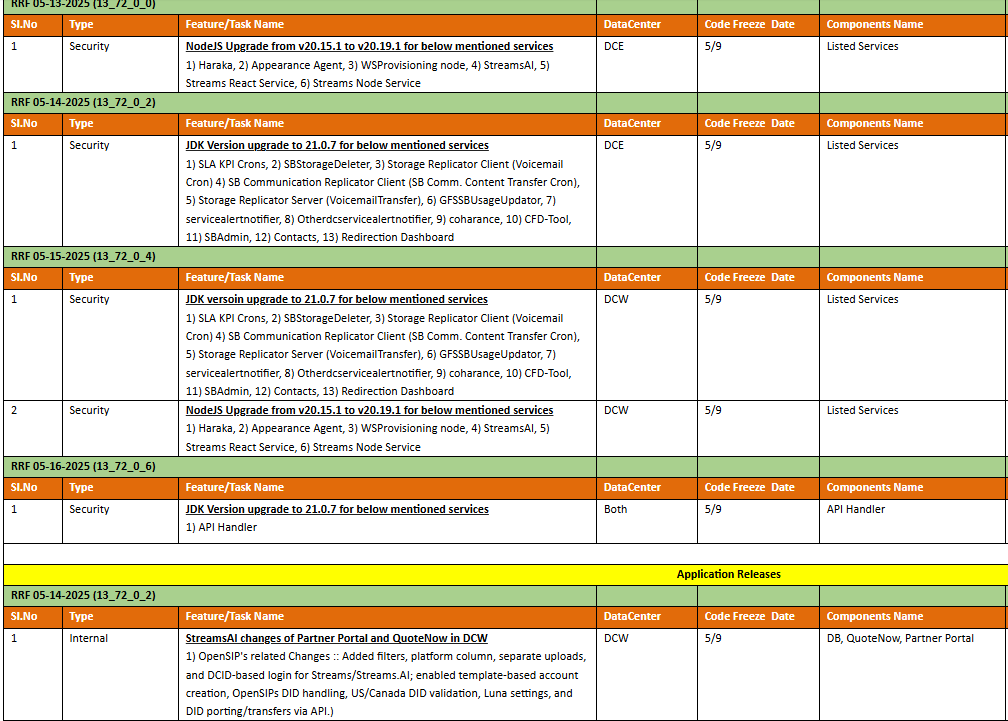 RRF 05-13-2025 (13_72_0_0)
Sl.No Type Feature/Task Name DataCenter Code Freeze Date Components Name
1 Security NodeJS Upgrade from v20.15.1 to v20.19.1 for below mentioned services DCE 5/9 Listed Services
1) Haraka, 2) Appearance Agent, 3) WSProvisioning node, 4) StreamsAI, 5)
Streams React Service, 6) Streams Node Service
RRF 05-14-2025 (13_72_0_2)
Sl.No Type Feature/Task Name DataCenter Code Freeze Date Components Name
1 Security JDK Version upgrade to 21.0.7 for below mentioned services DCE 5/9 Listed Services
1) SLA KPI Crons, 2) SBStorageDeleter, 3) Storage Replicator Client (Voicemail
Cron) 4) SB Communication Replicator Client (SB Comm. Content Transfer Cron),
5) Storage Replicator Server (VoicemailTransfer), 6) GFSSBUsageUpdator, 7)
servicealertnotifier, 8) Otherdcservicealertnotifier, 9) coharance, 10) CFD-Tool,
11) SBAdmin, 12) Contacts, 13) Redirection Dashboard
RRF 05-15-2025 (13_72_0_4)
Sl.No Type Feature/Task Name DataCenter Code Freeze Date Components Name
1 Security JDK versoin upgrade to 21.0.7 for below mentioned services DCW 5/9 Listed Services
1) SLA KPI Crons, 2) SBStorageDeleter, 3) Storage Replicator Client (Voicemail
Cron) 4) SB Communication Replicator Client (SB Comm. Content Transfer Cron),
5) Storage Replicator Server (VoicemailTransfer), 6) GFSSBUsageUpdator, 7)
servicealertnotifier, 8) Otherdcservicealertnotifier, 9) coharance, 10) CFD-Tool,
11) SBAdmin, 12) Contacts, 13) Redirection Dashboard
2 Security NodeJS Upgrade from v20.15.1 to v20.19.1 for below mentioned services DCW 5/9 Listed Services
1) Haraka, 2) Appearance Agent, 3) WSProvisioning node, 4) StreamsAI, 5)
Streams React Service, 6) Streams Node Service
RRF 05-16-2025 (13_72_0_6)
Sl.No Type Feature/Task Name DataCenter Code Freeze Date Components Name
1 Security JDK Version upgrade to 21.0.7 for below mentioned services Both 5/9 API Handler
1) API Handler
Application Releases
RRF 05-14-2025 (13_72_0_2)
Sl.No Type Feature/Task Name DataCenter Code Freeze Date Components Name
1 Internal StreamsAI changes of Partner Portal and QuoteNow in DCW DCW 5/9 DB, QuoteNow, Partner Portal
1) OpenSIP's related Changes :: Added filters, platform column, separate uploads,
and DCID-based login for Streams/Streams.AI; enabled template-based account
creation, OpenSIPs DID handling, US/Canada DID validation, Luna settings, and
DID porting/transfers via API.)